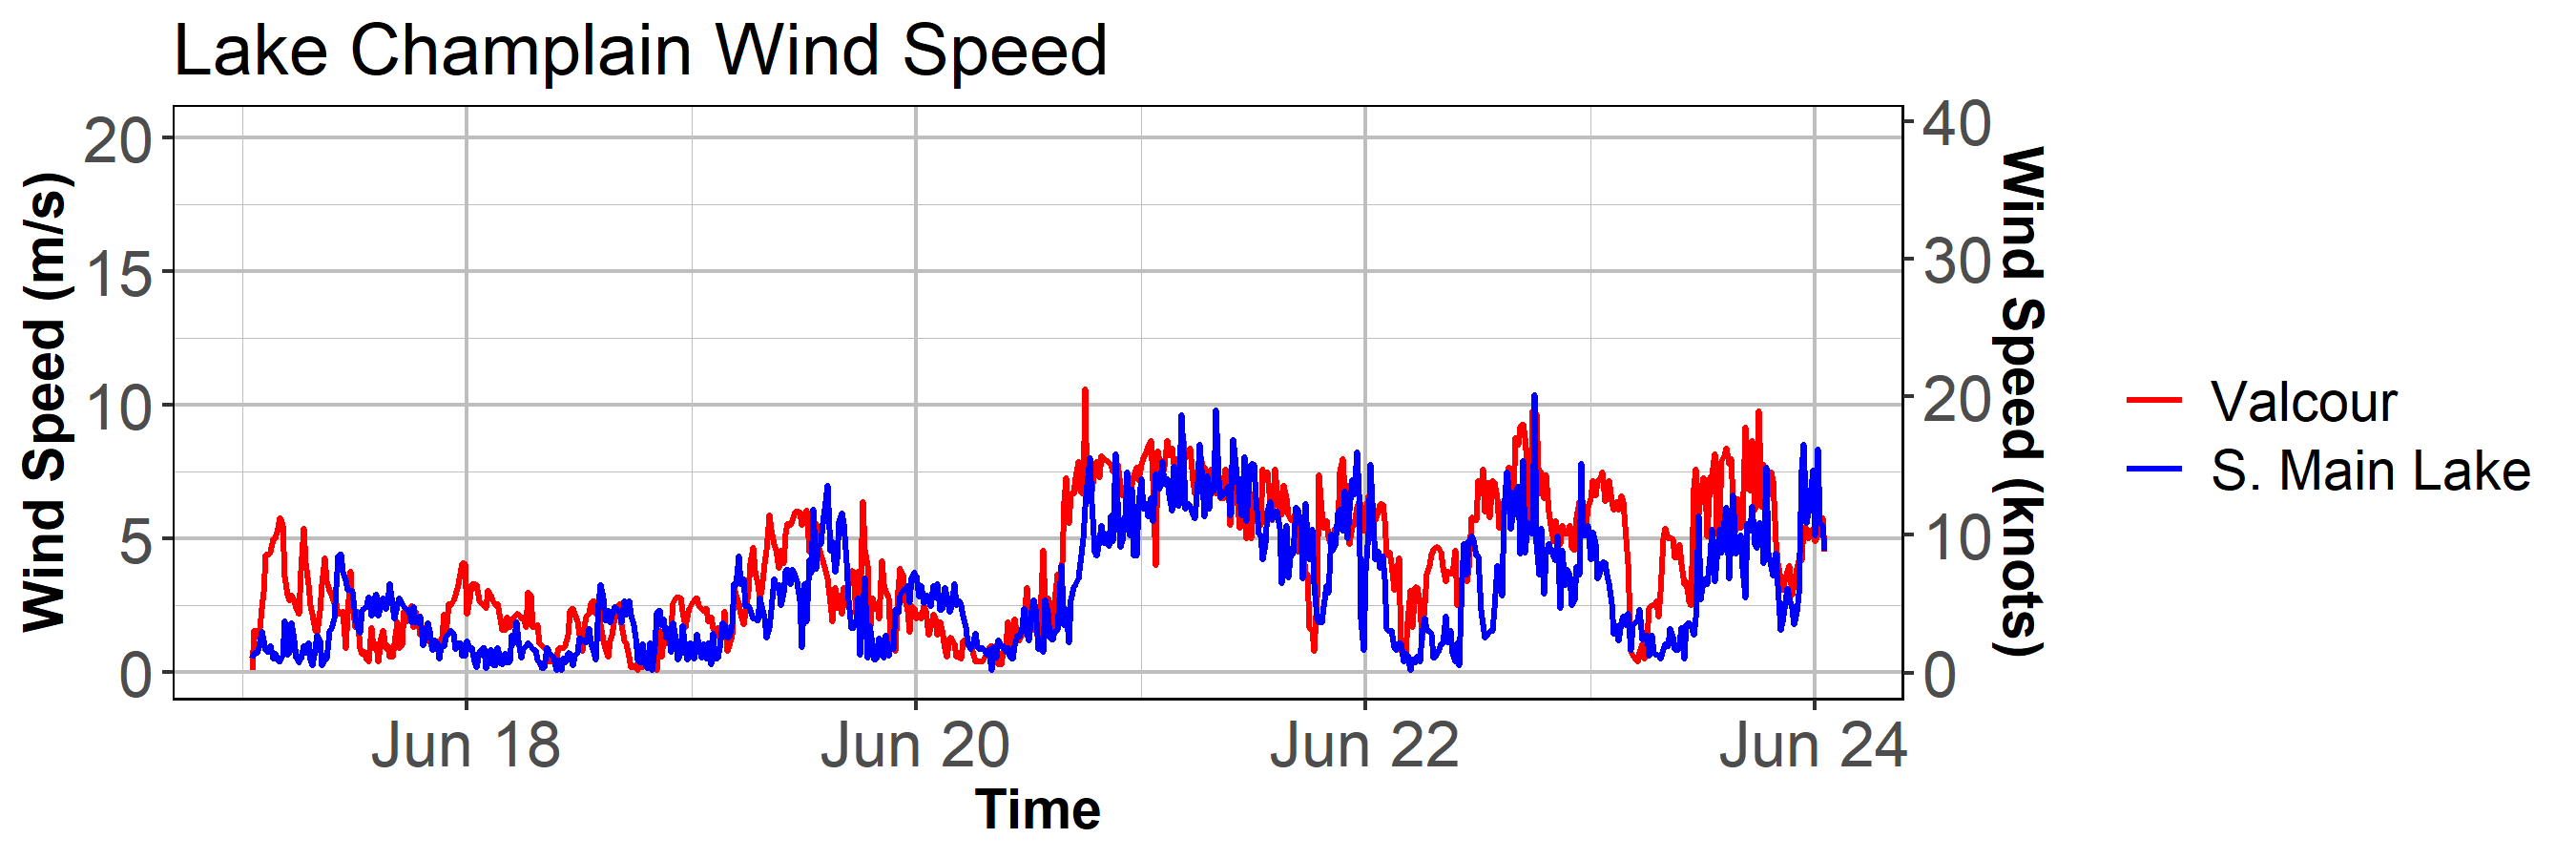 Lake Champlain Wind Speed
Wind Speed (m/s)
20
15
10
5
0
40
30
20
10
0
Wind Speed (knots)
Jun 18
Jun 20
Jun 22
Jun 24
Time
Valcour
S. Main Lake